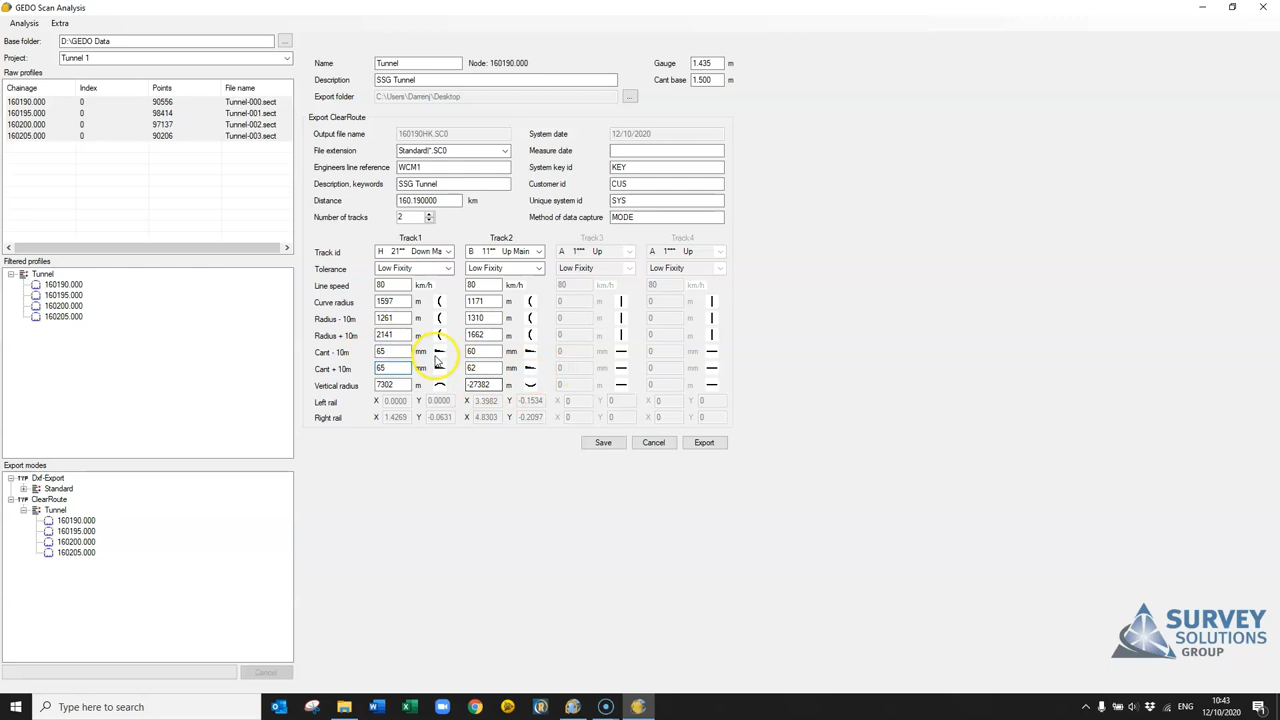 GEDO Scan Analysis
Analysis Extra
Base folder: D:\GEDO Data ...
Project: Tunnel 1
Raw profiles
Chainage Index Points File name
160190.000 0 90556 Tunnel-000.sect
160195.000 0 98414 Tunnel-001.sect
160200.000 0 97137 Tunnel-002.sect
160205.000 0 90206 Tunnel-003.sect
Filtered profiles
Tunnel
160190.000
160195.000
160200.000
160205.000
Export modes
TYP Dxf-Export
Standard
TYP ClearRoute
Tunnel
160190.000
160195.000
160200.000
160205.000
Cancel
Name Tunnel Node: 160190.000 Gauge 1.435 m
Description SSG Tunnel Cant base 1.500 m
Export folder C:\Users\Darrenj\Desktop ...
Export ClearRoute
Output file name 160190HK.SC0 System date 12/10/2020
File extension Standard|*.SC0 Measure date
Engineers line reference WCM1 System key id KEY
Description, keywords SSG Tunnel Customer id CUS
Distance 160.190000 km Unique system id SYS
Number of tracks 2 Method of data capture MODE
Track1 Track2 Track3 Track4
Track id H 21** Down Ma B 11** Up Main A 1*** Up A 1*** Up
Tolerance Low Fixity Low Fixity Low Fixity Low Fixity
Line speed 80 km/h 80 km/h 80 km/h 80 km/h
Curve radius 1597 m 1171 m 0 m 0 m
Radius - 10m 1261 m 1310 m 0 m 0 m
Radius + 10m 2141 m 1662 m 0 m 0 m
Cant - 10m 65 mm 60 mm 0 mm 0 mm
Cant + 10m 65 mm 62 mm 0 mm 0 mm
Vertical radius 7302 m -27382 m 0 m 0 m
Left rail X 0.0000 Y 0.0000 X 3.3982 Y -0.1534 X 0 Y 0 X 0 Y 0
Right rail X 1.4269 Y -0.0631 X 4.8303 Y -0.2097 X 0 Y 0 X 0 Y 0
Save Cancel Export
SURVEY
SOLUTIONS
GROUP
Type here to search
ENG
10:43
12/10/2020